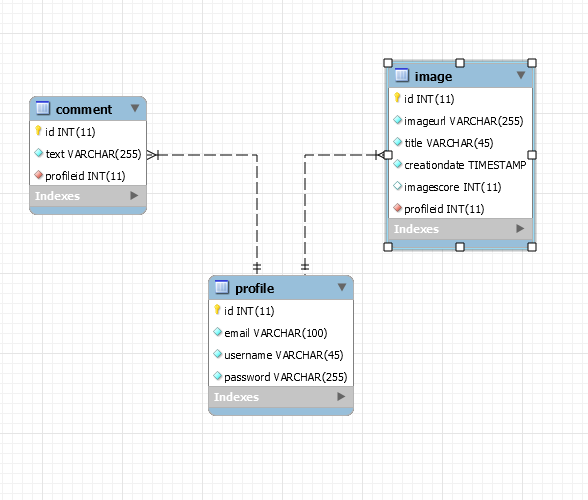 comment
id INT(11)
text VARCHAR(255)
profileid INT(11)
Indexes
image
id INT(11)
imageurl VARCHAR(255)
title VARCHAR(45)
creationdate TIMESTAMP
imagescore INT(11)
profileid INT(11)
Indexes
profile
id INT(11)
email VARCHAR(100)
username VARCHAR(45)
password VARCHAR(255)
Indexes